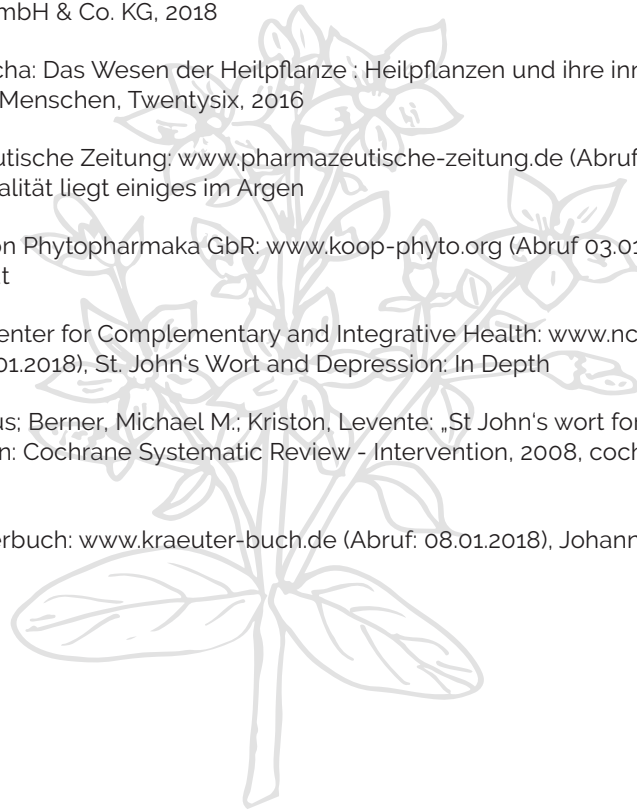 mbH & Co. KG, 2018
cha: Das Wesen der Heilpflanze : Heilpflanzen und ihre inn
Menschen, Twentysix, 2016
utische Zeitung: www.pharmazeutische-zeitung.de (Abruf
alität liegt einiges im Argen
on Phytopharmaka GbR: www.koop-phyto.org (Abruf 03.01
t
enter for Complementary and Integrative Health: www.nc
01.2018), St. John‘s Wort and Depression: In Depth
us; Berner, Michael M.; Kriston, Levente: „St John‘s wort for
n: Cochrane Systematic Review - Intervention, 2008, coch
erbuch: www.kraeuter-buch.de (Abruf: 08.01.2018), Johann